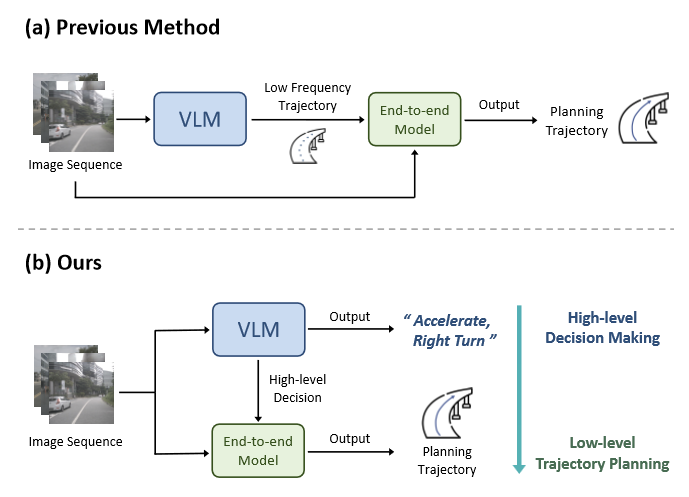 (a) Previous Method
Image Sequence
VLM
Low Frequency
Trajectory
End-to-end
Model
Output
Planning
Trajectory
(b) Ours
Image Sequence
VLM
Output
“ Accelerate,
Right Turn ”
High-level
Decision Making
High-level
Decision
End-to-end
Model
Output
Planning
Trajectory
Low-level
Trajectory Planning